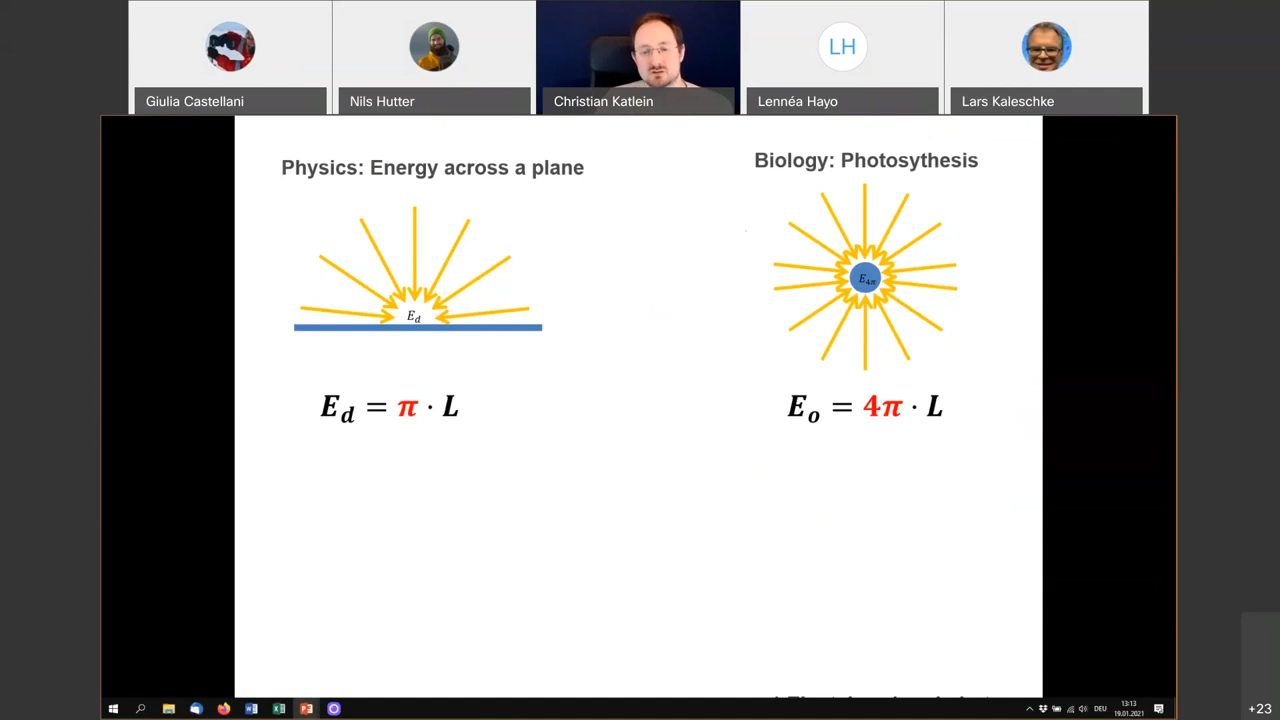 LH
Giulia Castellani
Nils Hutter
Christian Katlein
Lennéa Hayo
Lars Kaleschke
Physics: Energy across a plane
Biology: Photosythesis
E_d
E_4π
E_d = π · L
E_o = 4π · L
DEU
13:13
19.01.2021
+23